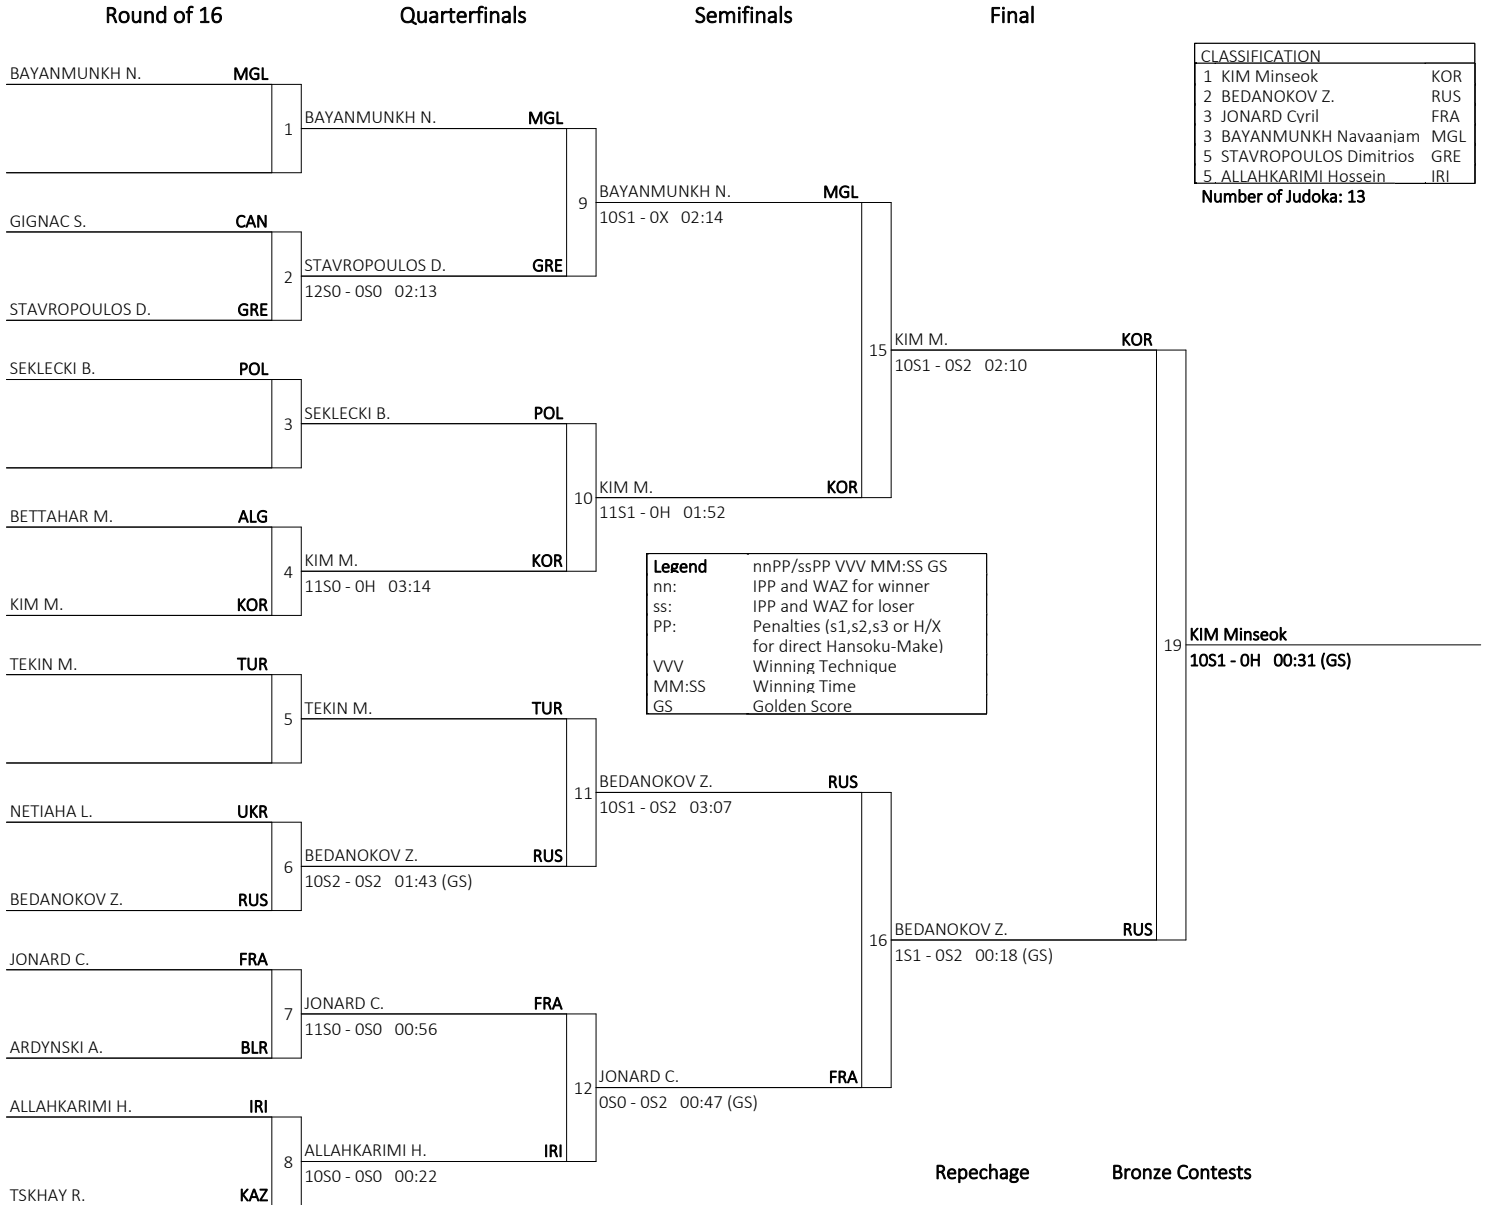 Round of 16 Quarterfinals Semifinals Final
CLASSIFICATION
1 KIM Minseok KOR
2 BEDANOKOV Z. RUS
3 JONARD Cyril FRA
3 BAYANMUNKH Navaanjam MGL
5 STAVROPOULOS Dimitrios GRE
5 ALLAHKARIMI Hossein IRI
Number of Judoka: 13
BAYANMUNKH N. MGL
1
BAYANMUNKH N. MGL
GIGNAC S. CAN
2
STAVROPOULOS D. GRE
STAVROPOULOS D. GRE
12S0 - 0S0 02:13
9
BAYANMUNKH N. MGL
10S1 - 0X 02:14
SEKLECKI B. POL
3
SEKLECKI B. POL
BETTAHAR M. ALG
4
KIM M. KOR
KIM M. KOR
11S0 - 0H 03:14
10
KIM M. KOR
11S1 - 0H 01:52
15
KIM M. KOR
10S1 - 0S2 02:10
Legend nnPP/ssPP VVV MM:SS GS
nn: IPP and WAZ for winner
ss: IPP and WAZ for loser
PP: Penalties (s1,s2,s3 or H/X
for direct Hansoku-Make)
VVV Winning Technique
MM:SS Winning Time
GS Golden Score
19
KIM Minseok
10S1 - 0H 00:31 (GS)
TEKIN M. TUR
5
TEKIN M. TUR
NETIAHA L. UKR
6
BEDANOKOV Z. RUS
BEDANOKOV Z. RUS
10S2 - 0S2 01:43 (GS)
11
BEDANOKOV Z. RUS
10S1 - 0S2 03:07
JONARD C. FRA
7
ARDYNSKI A. BLR
JONARD C. FRA
11S0 - 0S0 00:56
ALLAHKARIMI H. IRI
8
TSKHAY R. KAZ
ALLAHKARIMI H. IRI
10S0 - 0S0 00:22
12
JONARD C. FRA
0S0 - 0S2 00:47 (GS)
16
BEDANOKOV Z. RUS
1S1 - 0S2 00:18 (GS)
Repechage Bronze Contests